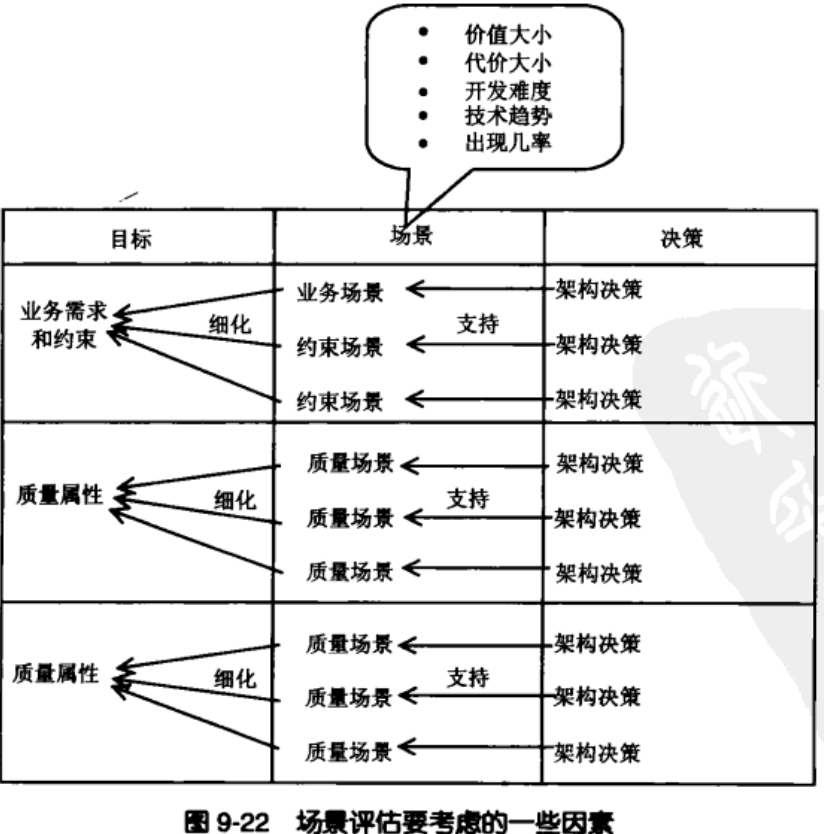 • 价值大小
• 代价大小
• 开发难度
• 技术趋势
• 出现几率
目标 场景 决策
业务需求和约束 细化 业务场景 支持 架构决策
约束场景 架构决策
约束场景 架构决策
质量属性 细化 质量场景 支持 架构决策
质量场景 架构决策
质量场景 架构决策
质量属性 细化 质量场景 支持 架构决策
质量场景 架构决策
质量场景 架构决策
图 9-22 场景评估要考虑的一些因素